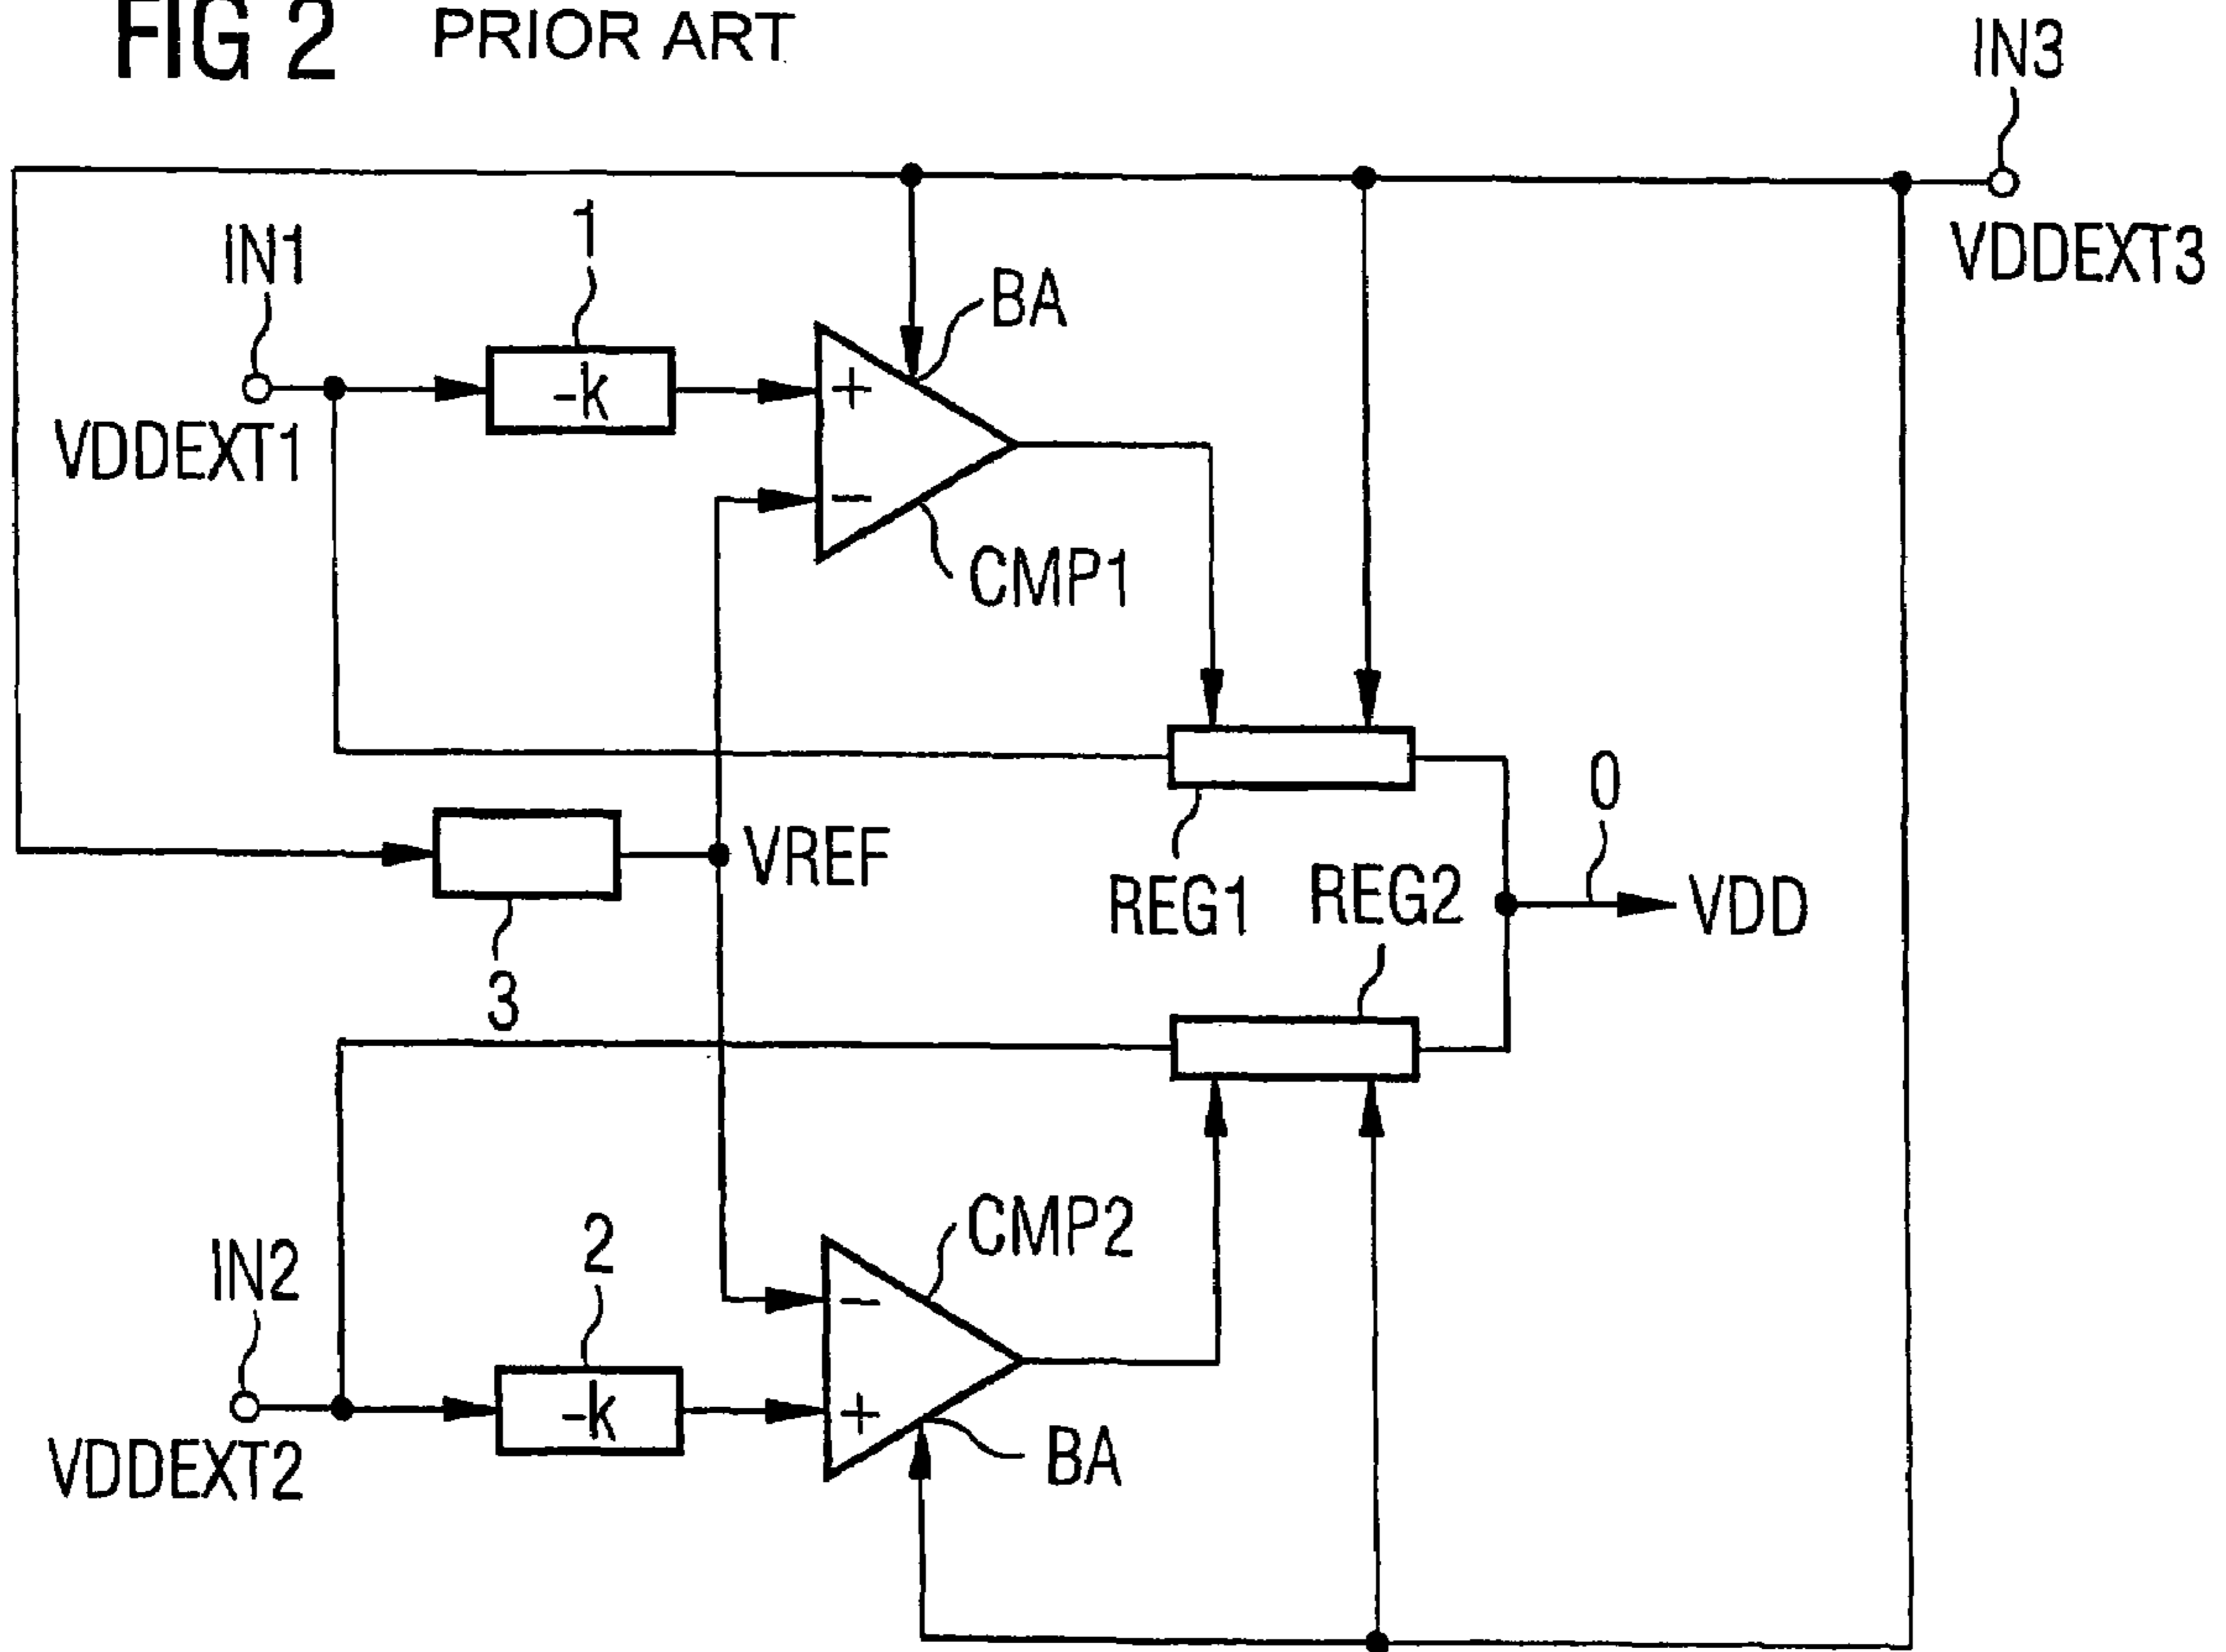 FIG 2 PRIOR ART
IN3
VDDEXT3
IN1
1
BA
-k
+
VDDEXT1
−
CMP1
0
VREF
REG1
REG2
VDD
3
CMP2
IN2
2
−
-k
+
VDDEXT2
BA